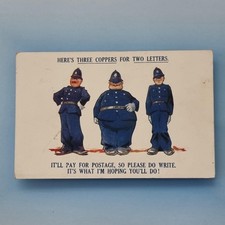 HERE'S THREE COPPERS FOR TWO LETTERS.
IT'LL PAY FOR POSTAGE, SO PLEASE DO WRITE,
IT'S WHAT I'M HOPING YOU'LL DO!